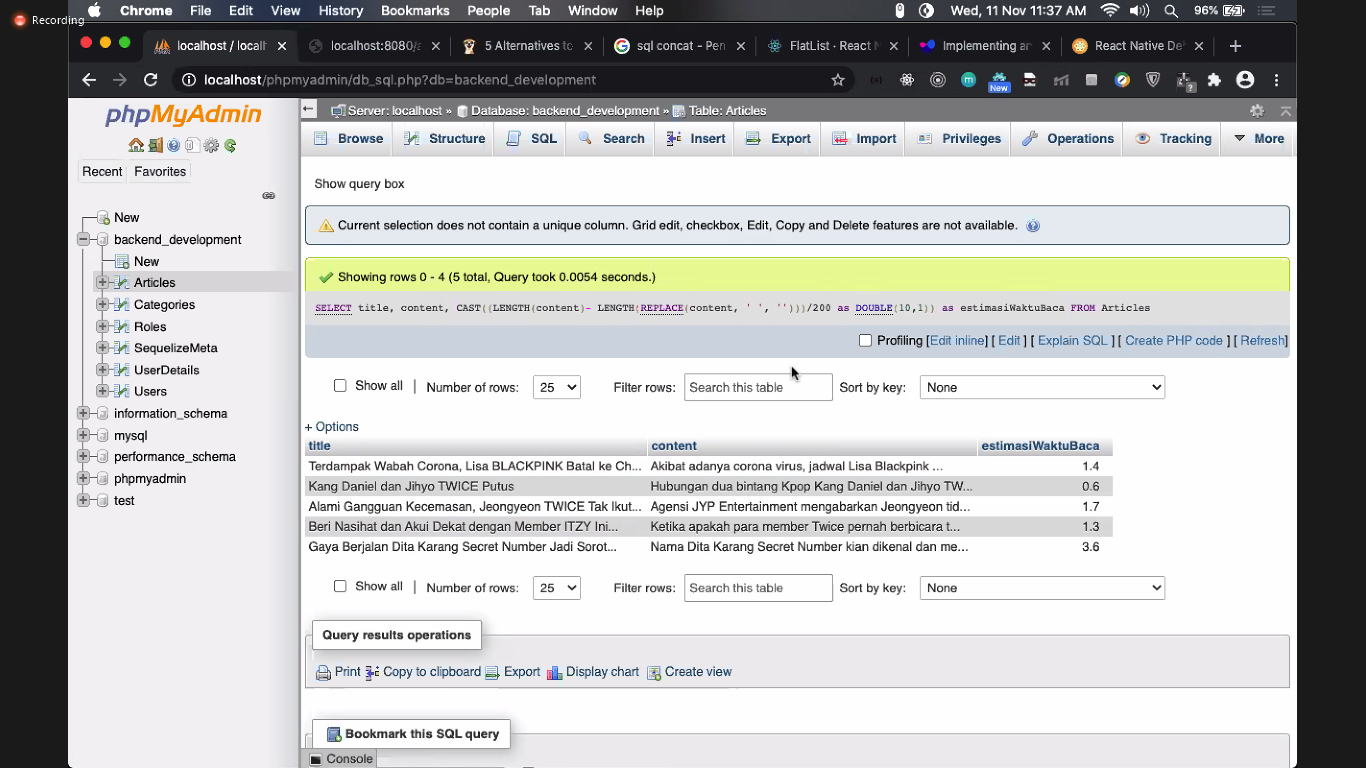 Recording
Chrome File Edit View History Bookmarks People Tab Window Help Wed, 11 Nov 11:37 AM 96%
localhost / localh localhost:8080/a 5 Alternatives to sql concat - Pen FlatList · React N Implementing an React Native De
localhost/phpmyadmin/db_sql.php?db=backend_development New
phpMyAdmin
Recent Favorites
New
backend_development
New
Articles
Categories
Roles
SequelizeMeta
UserDetails
Users
information_schema
mysql
performance_schema
phpmyadmin
test
Server: localhost » Database: backend_development » Table: Articles
Browse Structure SQL Search Insert Export Import Privileges Operations Tracking More
Show query box
Current selection does not contain a unique column. Grid edit, checkbox, Edit, Copy and Delete features are not available.
Showing rows 0 - 4 (5 total, Query took 0.0054 seconds.)
SELECT title, content, CAST((LENGTH(content)- LENGTH(REPLACE(content, ' ', '')))/200 as DOUBLE(10,1)) as estimasiWaktuBaca FROM Articles
Profiling [Edit inline] [ Edit ] [ Explain SQL ] [ Create PHP code ] [ Refresh]
Show all | Number of rows: 25 Filter rows: Search this table Sort by key: None
+ Options
title content estimasiWaktuBaca
Terdampak Wabah Corona, Lisa BLACKPINK Batal ke Ch... Akibat adanya corona virus, jadwal Lisa Blackpink ... 1.4
Kang Daniel dan Jihyo TWICE Putus Hubungan dua bintang Kpop Kang Daniel dan Jihyo TW... 0.6
Alami Gangguan Kecemasan, Jeongyeon TWICE Tak Ikut... Agensi JYP Entertainment mengabarkan Jeongyeon tid... 1.7
Beri Nasihat dan Akui Dekat dengan Member ITZY Ini... Ketika apakah para member Twice pernah berbicara t... 1.3
Gaya Berjalan Dita Karang Secret Number Jadi Sorot... Nama Dita Karang Secret Number kian dikenal dan me... 3.6
Show all | Number of rows: 25 Filter rows: Search this table Sort by key: None
Query results operations
Print Copy to clipboard Export Display chart Create view
Bookmark this SQL query
Console